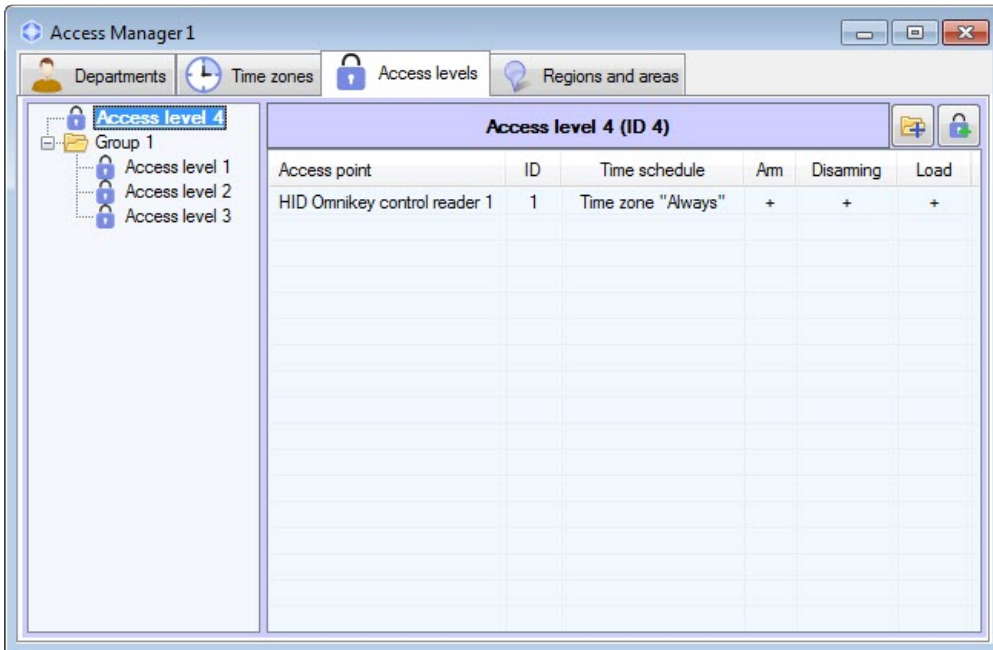 Access Manager 1
Departments Time zones Access levels Regions and areas
Access level 4
Group 1
Access level 1
Access level 2
Access level 3
Access level 4 (ID 4)
Access point ID Time schedule Arm Disarming Load
HID Omnikey control reader 1 1 Time zone "Always" + + +